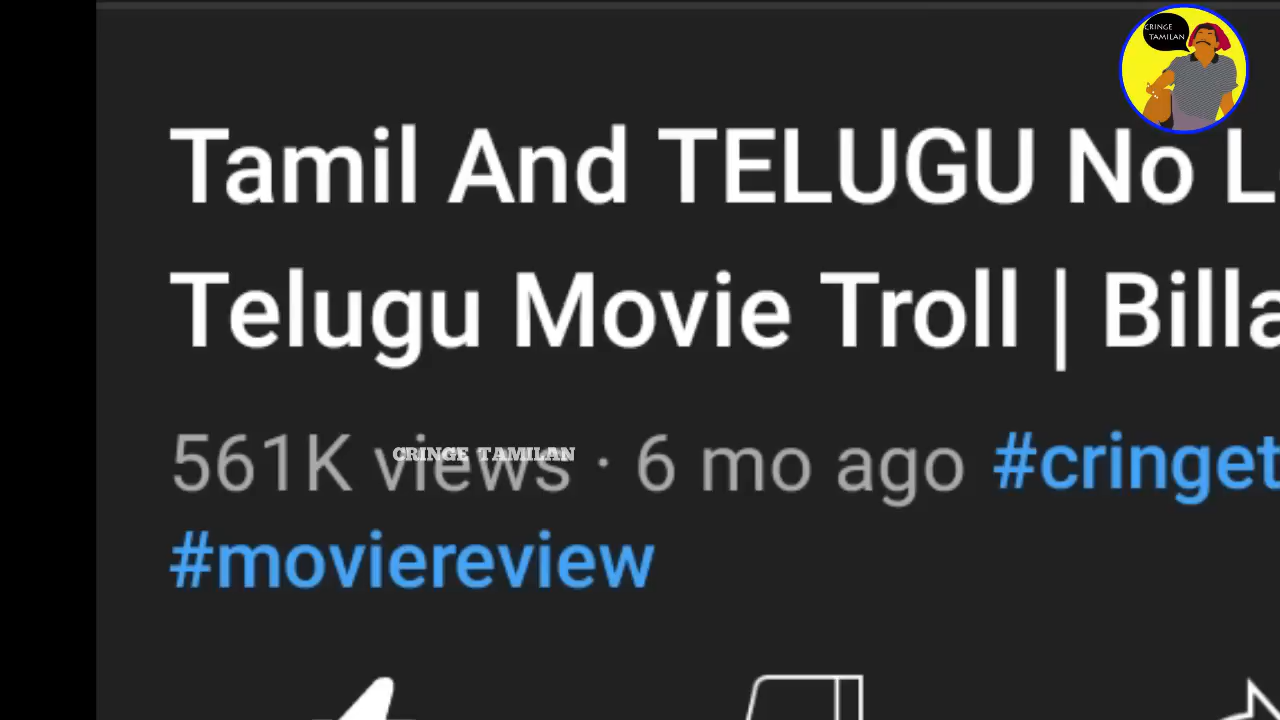 CRINGE
TAMILAN
Tamil And TELUGU No L
Telugu Movie Troll | Billa
561K views · 6 mo ago #cringet
CRINGE TAMILAN
#moviereview